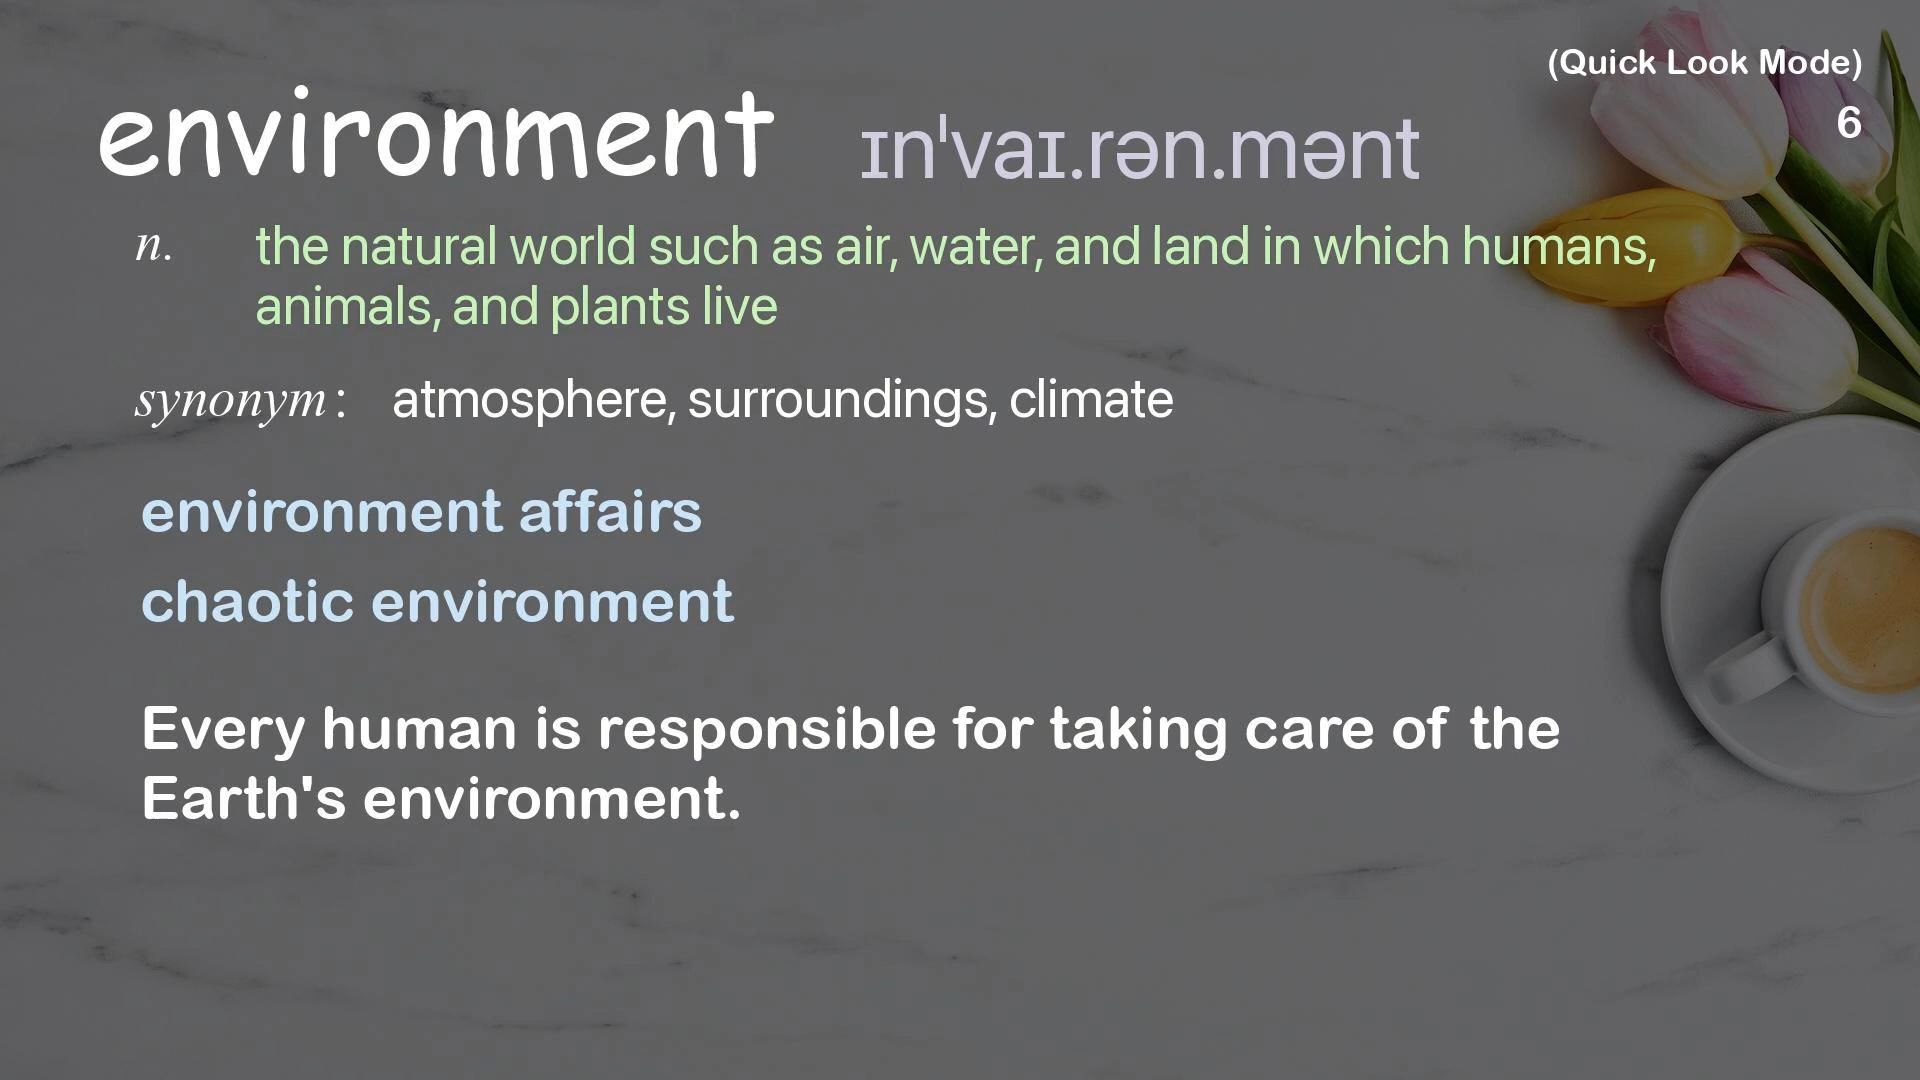 (Quick Look Mode)
environment ɪnˈvaɪ.rən.mənt 6
n. the natural world such as air, water, and land in which humans,
animals, and plants live
synonym: atmosphere, surroundings, climate
environment affairs
chaotic environment
Every human is responsible for taking care of the
Earth's environment.